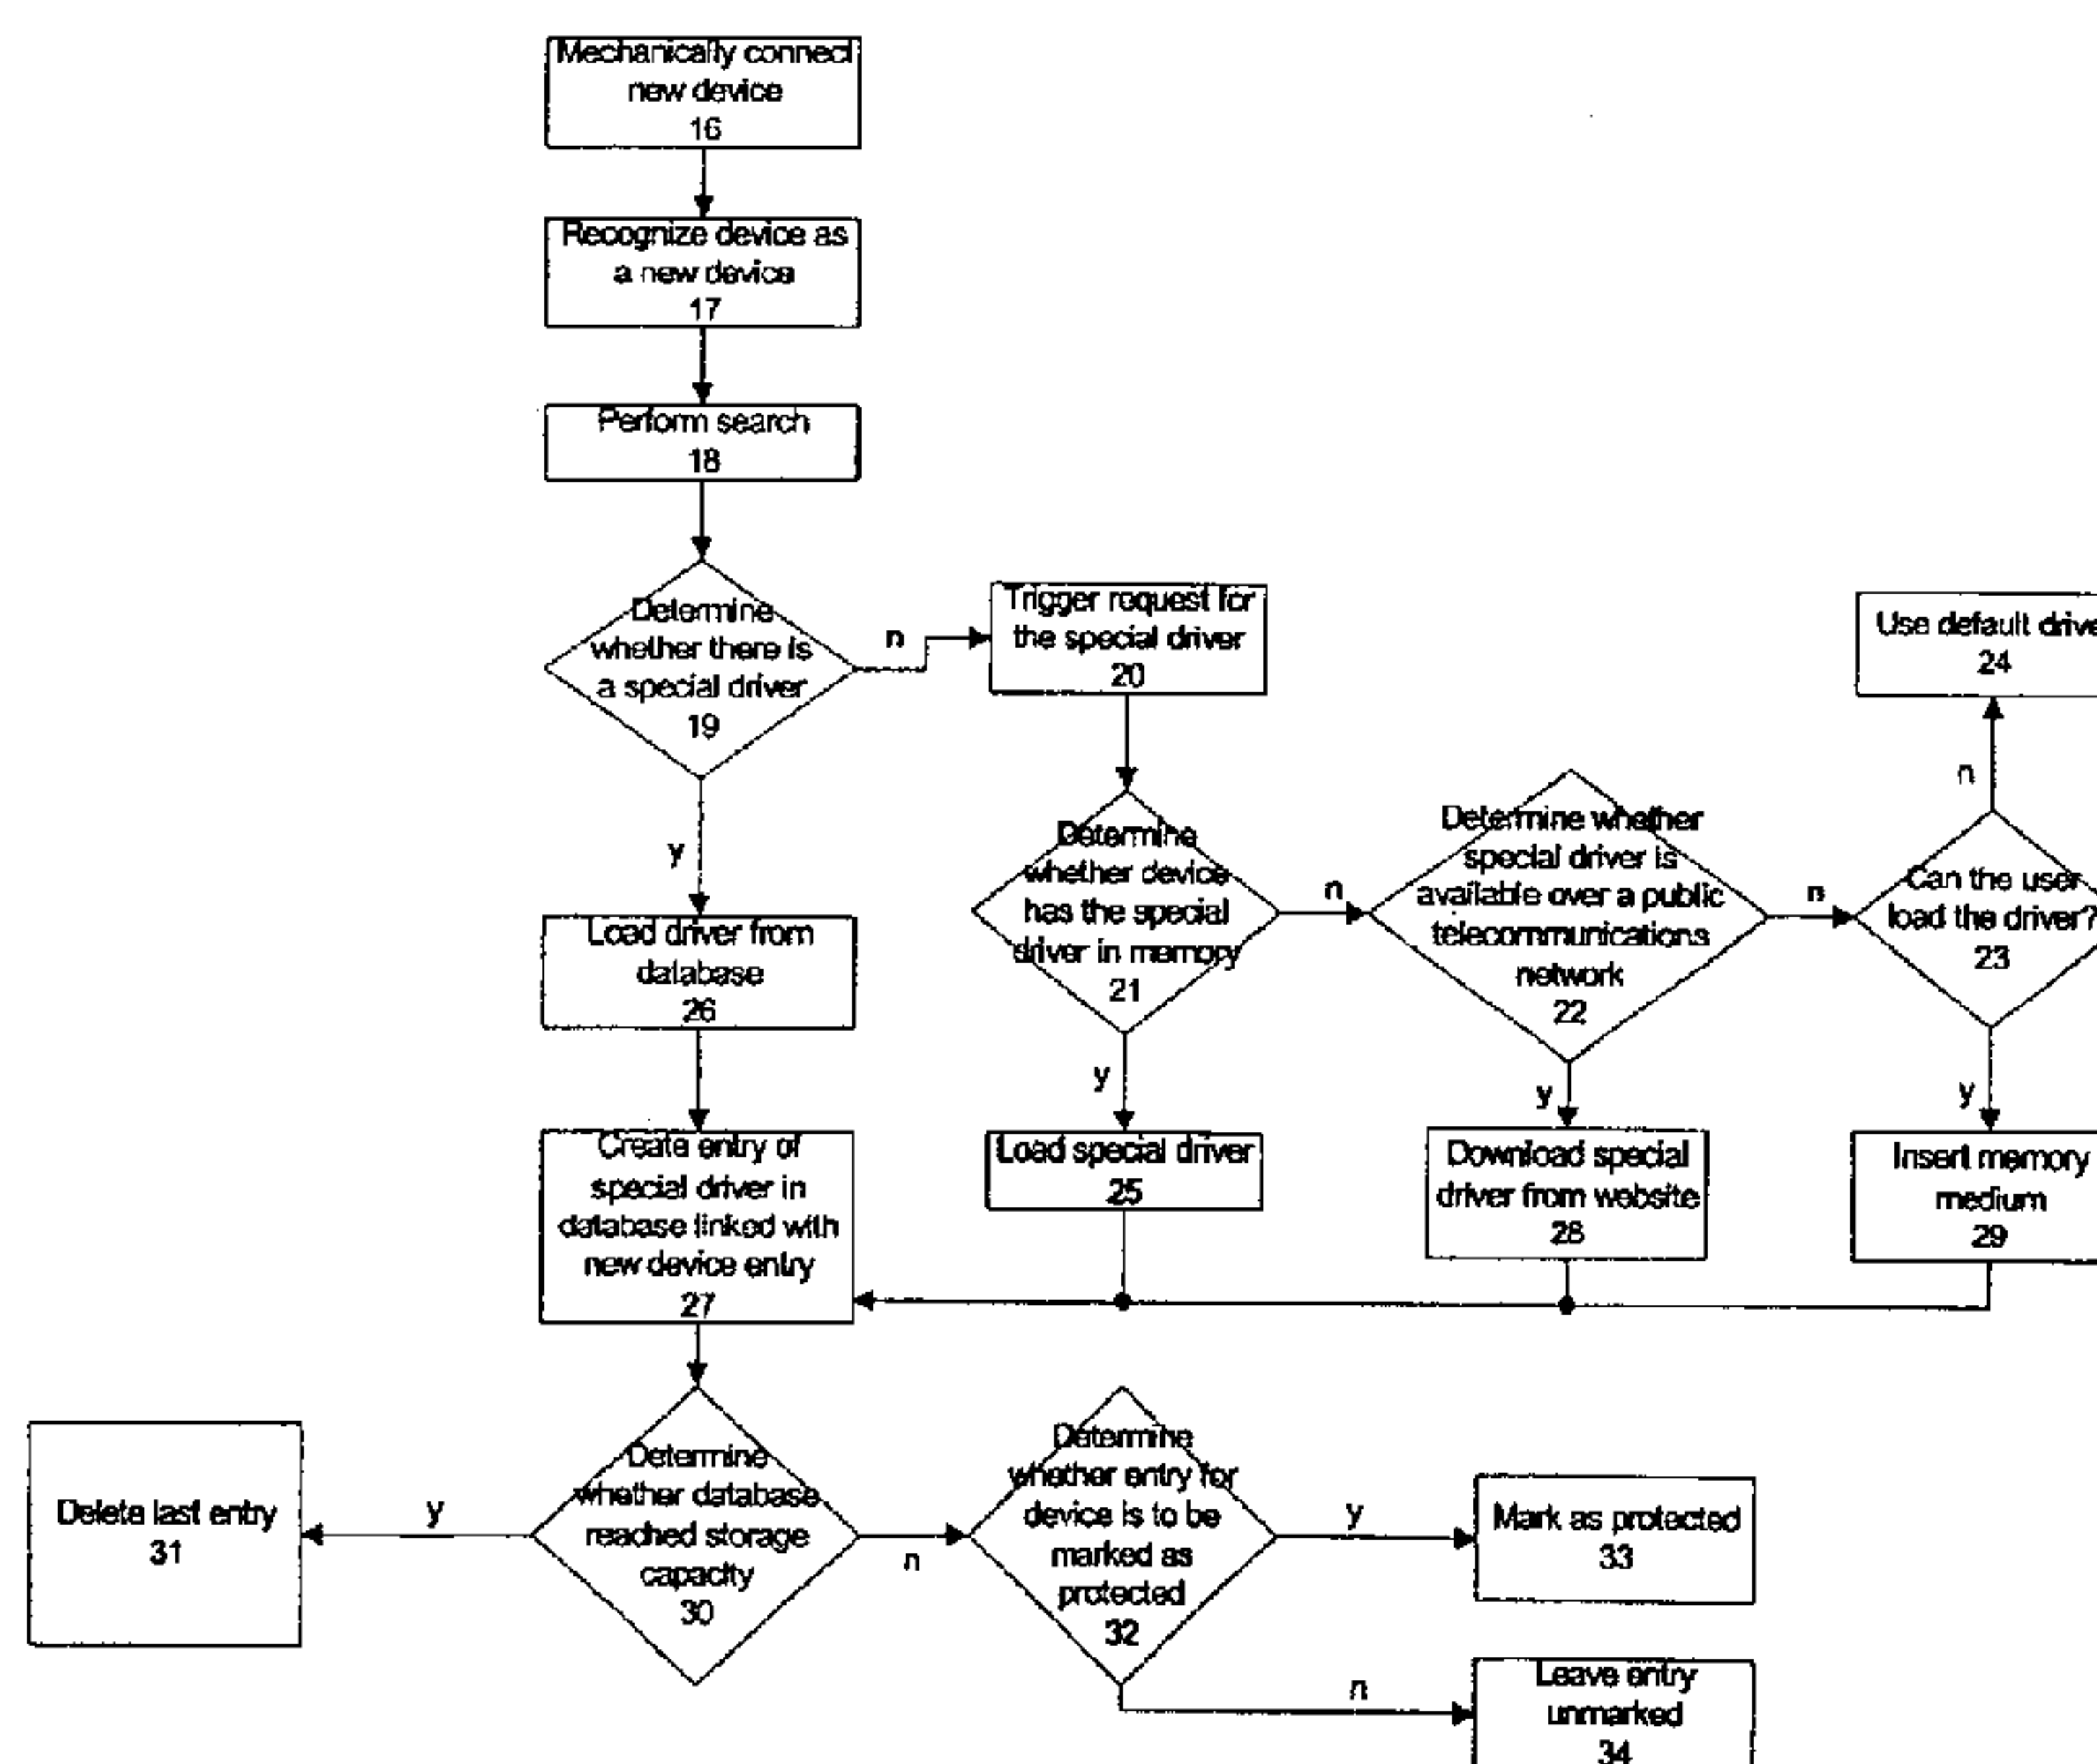 Mechanically connect
new device
16
Recognize device as
a new device
17
Perform search
18
Determine
whether there is
a special driver
19
n
y
Trigger request for
the special driver
20
Determine
whether device
has the special
driver in memory
21
n
y
Determine whether
special driver is
available over a public
telecommunications
network
22
n
y
Can the user
load the driver?
23
n
y
Use default
24
Load driver from
database
26
Create entry of
special driver in
database linked with
new device entry
27
Load special driver
25
Download special
driver from website
28
Insert memory
medium
29
Determine
whether database
reached storage
capacity
30
y
n
Delete last entry
31
Determine
whether entry for
device is to be
marked as
protected
32
y
n
Mark as protected
33
Leave entry
unmarked
34